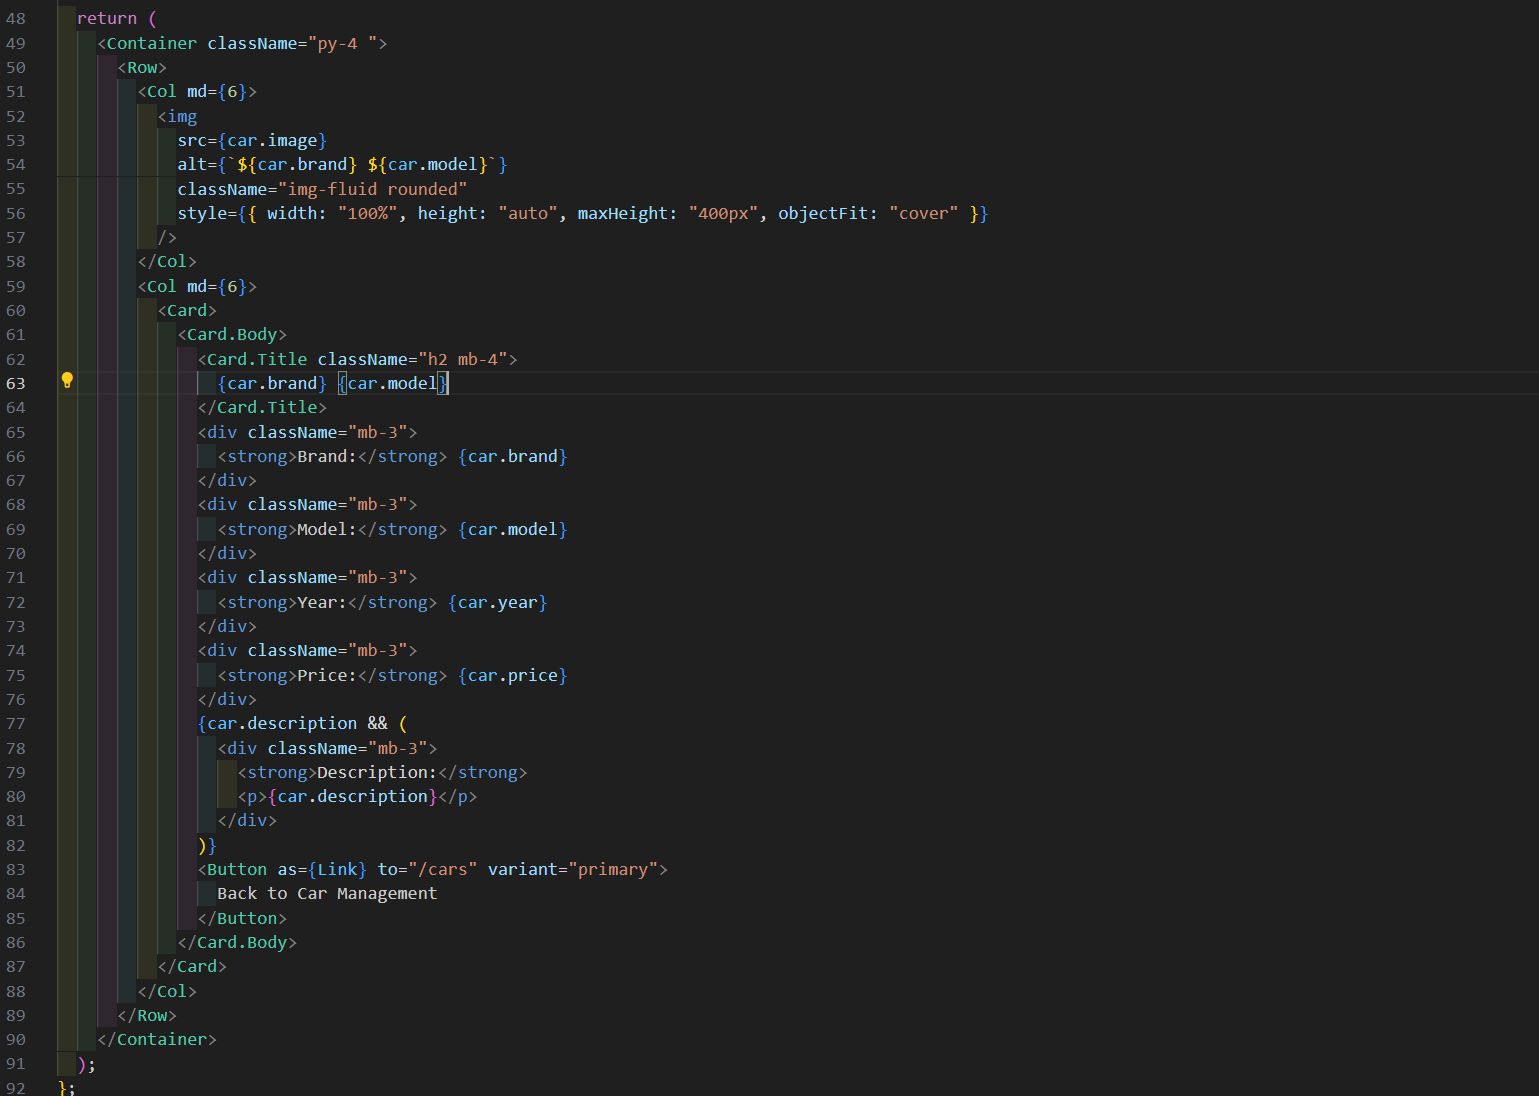 48 return (
49 <Container className="py-4 ">
50 <Row>
51 <Col md={6}>
52 <img
53 src={car.image}
54 alt={`${car.brand} ${car.model}`}
55 className="img-fluid rounded"
56 style={{ width: "100%", height: "auto", maxHeight: "400px", objectFit: "cover" }}
57 />
58 </Col>
59 <Col md={6}>
60 <Card>
61 <Card.Body>
62 <Card.Title className="h2 mb-4">
63 {car.brand} {car.model}
64 </Card.Title>
65 <div className="mb-3">
66 <strong>Brand:</strong> {car.brand}
67 </div>
68 <div className="mb-3">
69 <strong>Model:</strong> {car.model}
70 </div>
71 <div className="mb-3">
72 <strong>Year:</strong> {car.year}
73 </div>
74 <div className="mb-3">
75 <strong>Price:</strong> {car.price}
76 </div>
77 {car.description && (
78 <div className="mb-3">
79 <strong>Description:</strong>
80 <p>{car.description}</p>
81 </div>
82 )}
83 <Button as={Link} to="/cars" variant="primary">
84 Back to Car Management
85 </Button>
86 </Card.Body>
87 </Card>
88 </Col>
89 </Row>
90 </Container>
91 );
92 };